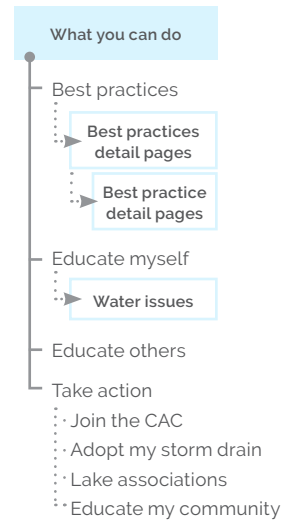 What you can do
Best practices
Best practices
detail pages
Best practice
detail pages
Educate myself
Water issues
Educate others
Take action
Join the CAC
Adopt my storm drain
Lake associations
Educate my community